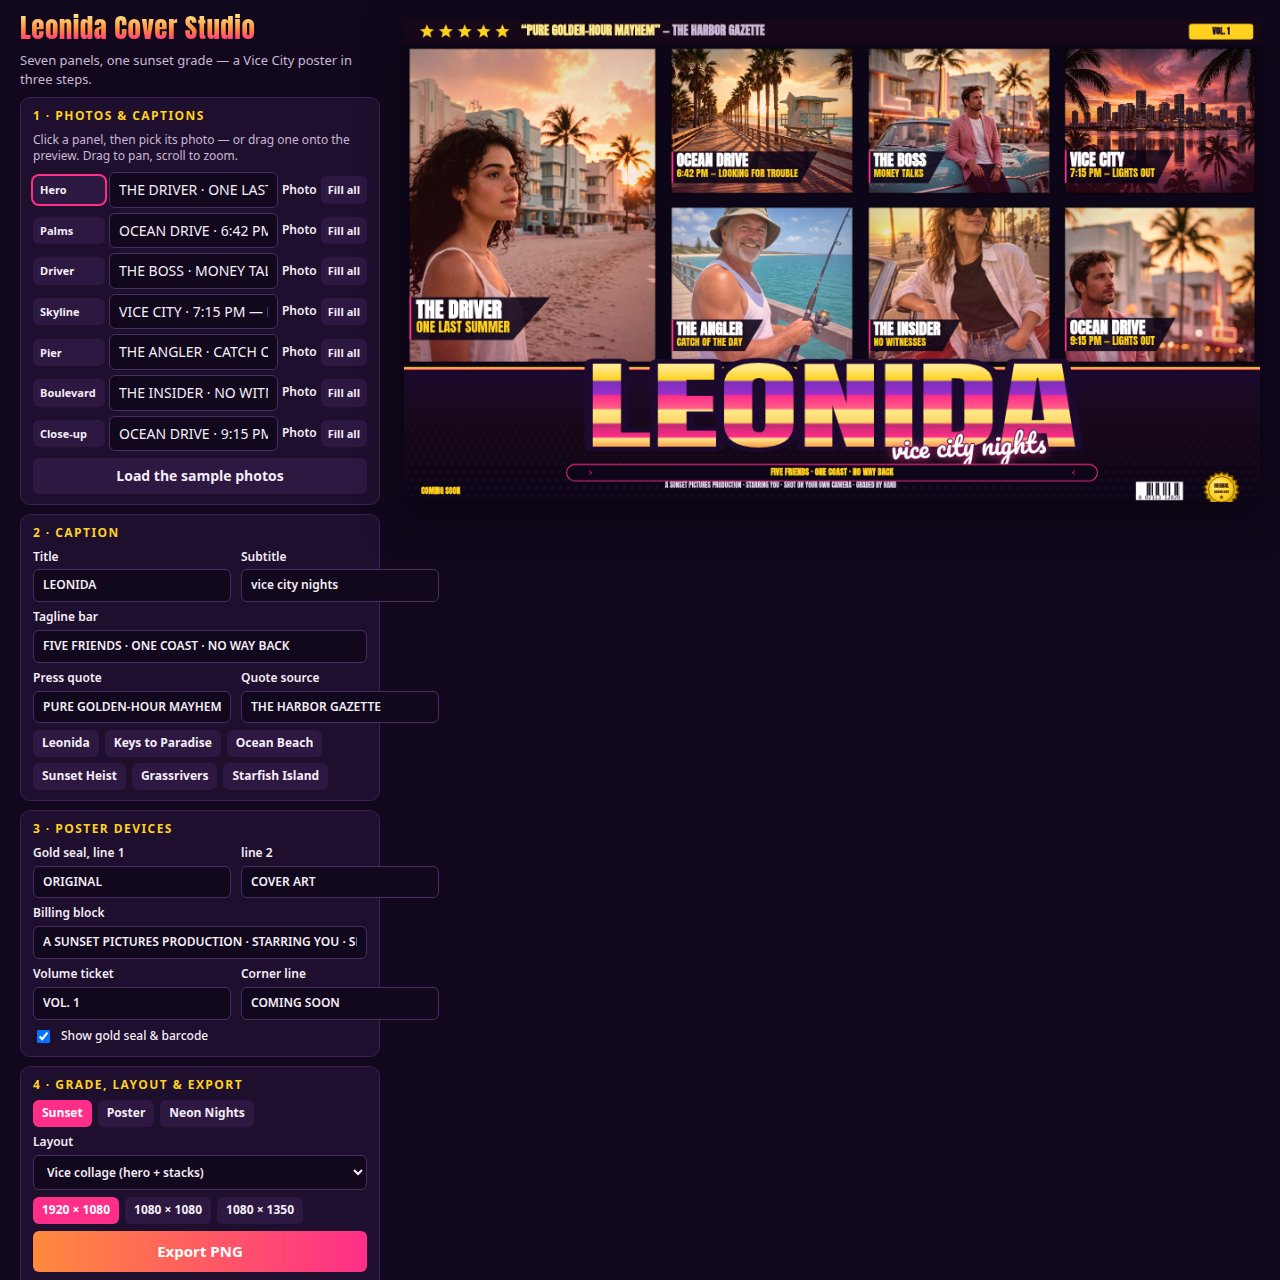 Leonida Cover Studio
Seven panels, one sunset grade — a Vice City poster in
three steps.
1 · PHOTOS & CAPTIONS
Click a panel, then pick its photo — or drag one onto the
preview. Drag to pan, scroll to zoom.
Hero THE DRIVER · ONE LAST Photo Fill all
Palms OCEAN DRIVE · 6:42 PM Photo Fill all
Driver THE BOSS · MONEY TAL Photo Fill all
Skyline VICE CITY · 7:15 PM — Photo Fill all
Pier THE ANGLER · CATCH O Photo Fill all
Boulevard THE INSIDER · NO WIT Photo Fill all
Close-up OCEAN DRIVE · 9:15 PM Photo Fill all
Load the sample photos
2 · CAPTION
Title Subtitle
LEONIDA vice city nights
Tagline bar
FIVE FRIENDS · ONE COAST · NO WAY BACK
Press quote Quote source
PURE GOLDEN-HOUR MAYHEM THE HARBOR GAZETTE
Leonida Keys to Paradise Ocean Beach
Sunset Heist Grassrivers Starfish Island
3 · POSTER DEVICES
Gold seal, line 1 line 2
ORIGINAL COVER ART
Billing block
A SUNSET PICTURES PRODUCTION · STARRING YOU · S
Volume ticket Corner line
VOL. 1 COMING SOON
Show gold seal & barcode
4 · GRADE, LAYOUT & EXPORT
Sunset Poster Neon Nights
Layout
Vice collage (hero + stacks)
1920 × 1080 1080 × 1080 1080 × 1350
Export PNG
“PURE GOLDEN-HOUR MAYHEM” — THE HARBOR GAZETTE
VOL. 1
THE DRIVER
ONE LAST SUMMER
OCEAN DRIVE
6:42 PM — LOOKING FOR TROUBLE
THE BOSS
MONEY TALKS
VICE CITY
7:15 PM — LIGHTS OUT
THE ANGLER
CATCH OF THE DAY
THE INSIDER
NO WITNESSES
OCEAN DRIVE
9:15 PM — LIGHTS OUT
LEONIDA
vice city nights
FIVE FRIENDS · ONE COAST · NO WAY BACK
A SUNSET PICTURES PRODUCTION · STARRING YOU · SHOT ON YOUR OWN CAMERA · GRADED BY HAND
COMING SOON
ORIGINAL
COVER ART